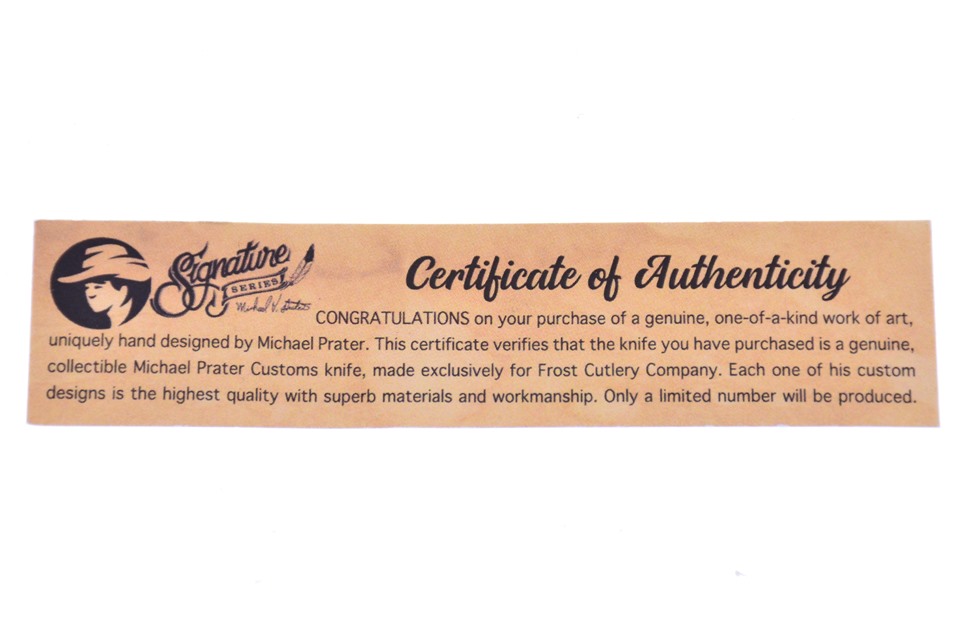 Signature
SERIES
Certificate of Authenticity
CONGRATULATIONS on your purchase of a genuine, one-of-a-kind work of art,
uniquely hand designed by Michael Prater. This certificate verifies that the knife you have purchased is a genuine,
collectible Michael Prater Customs knife, made exclusively for Frost Cutlery Company. Each one of his custom
designs is the highest quality with superb materials and workmanship. Only a limited number will be produced.